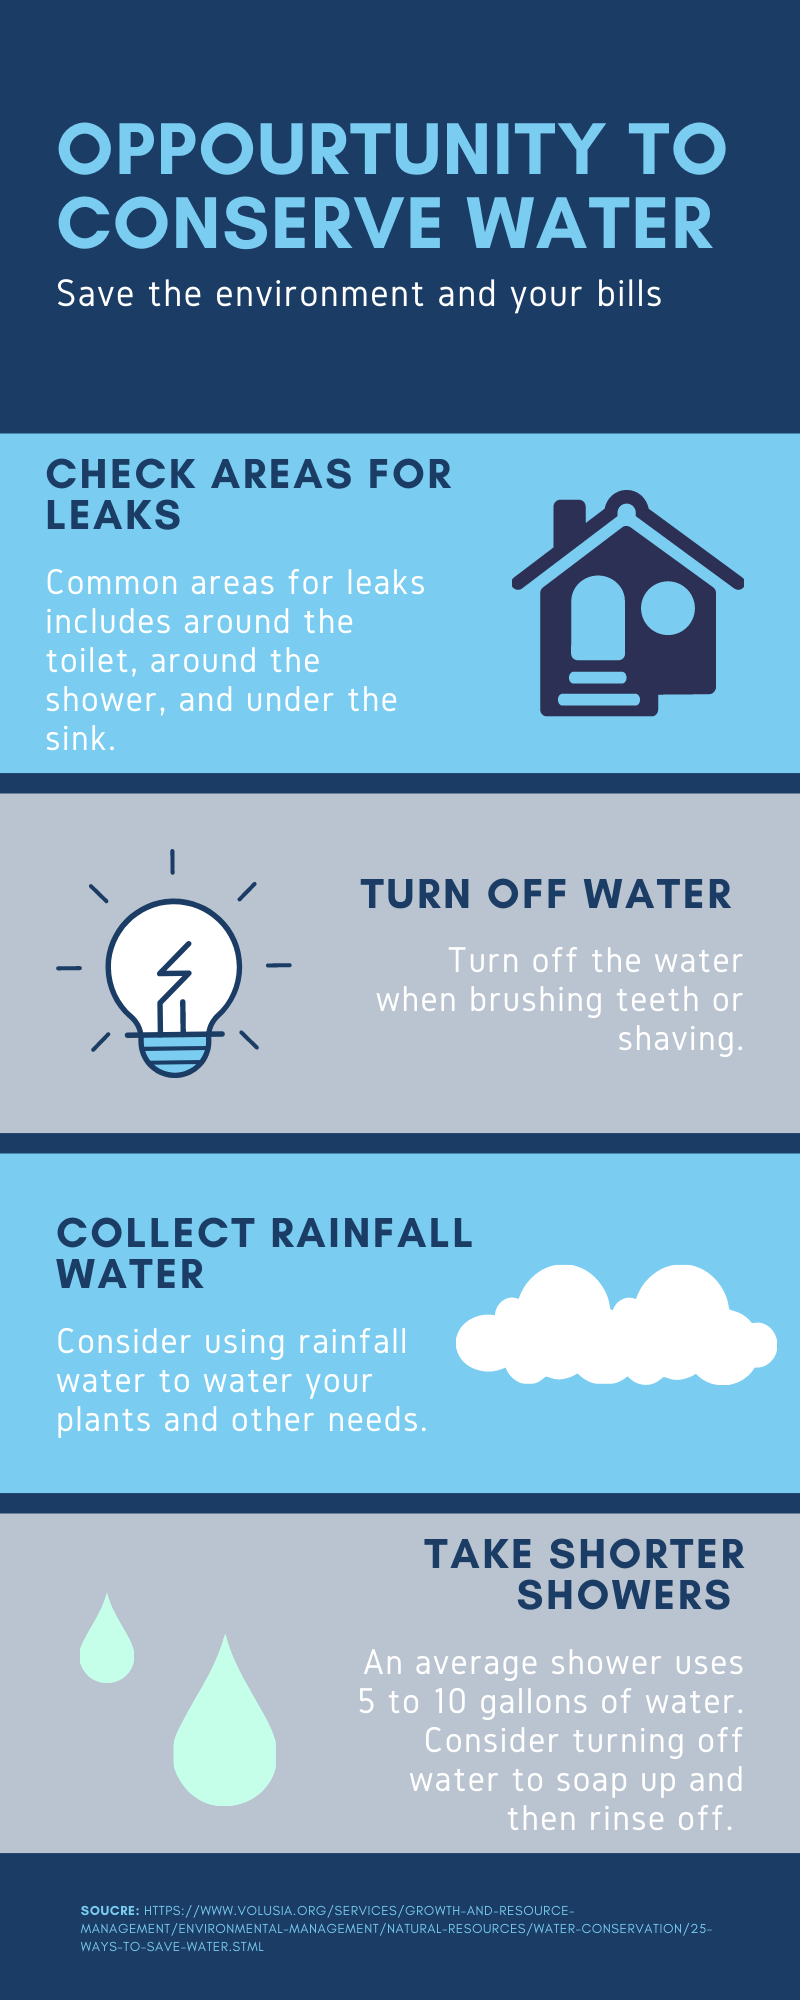 OPPOURTUNITY TO
CONSERVE WATER
Save the environment and your bills
CHECK AREAS FOR
LEAKS
Common areas for leaks
includes around the
toilet, around the
shower, and under the
sink.
TURN OFF WATER
Turn off the water
when brushing teeth or
shaving.
COLLECT RAINFALL
WATER
Consider using rainfall
water to water your
plants and other needs.
TAKE SHORTER
SHOWERS
An average shower uses
5 to 10 gallons of water.
Consider turning off
water to soap up and
then rinse off.
SOUCRE: HTTPS://WWW.VOLUSIA.ORG/SERVICES/GROWTH-AND-RESOURCE-
MANAGEMENT/ENVIRONMENTAL-MANAGEMENT/NATURAL-RESOURCES/WATER-CONSERVATION/25-
WAYS-TO-SAVE-WATER.STML